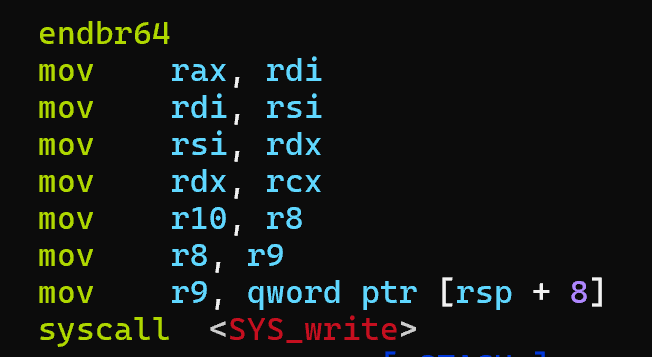 endbr64
mov rax, rdi
mov rdi, rsi
mov rsi, rdx
mov rdx, rcx
mov r10, r8
mov r8, r9
mov r9, qword ptr [rsp + 8]
syscall <SYS_write>